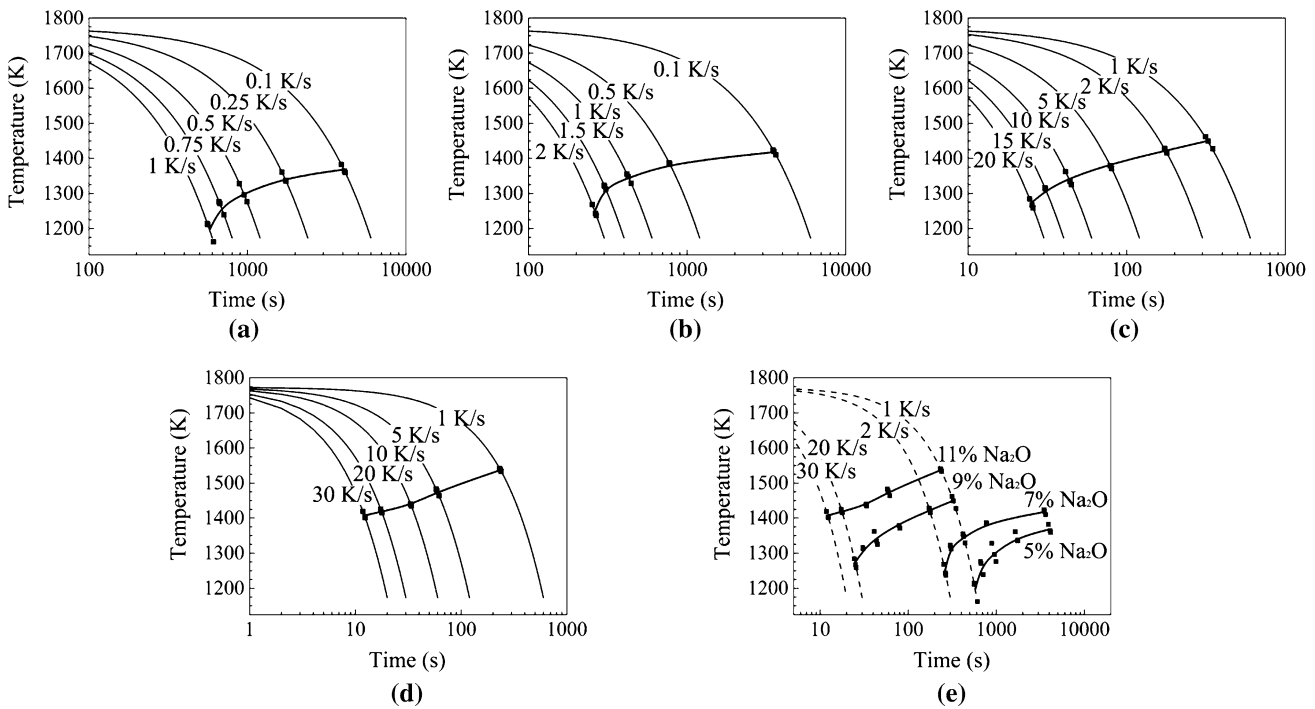 1800
1700
1600
1500
1400
1300
1200
Temperature (K)
0.1 K/s
0.25 K/s
0.5 K/s
0.75 K/s
1 K/s
100
1000
10000
Time (s)
(a)
1800
1700
1600
1500
1400
1300
1200
Temperature (K)
0.1 K/s
0.5 K/s
1 K/s
1.5 K/s
2 K/s
100
1000
10000
Time (s)
(b)
1800
1700
1600
1500
1400
1300
1200
Temperature (K)
1 K/s
2 K/s
5 K/s
10 K/s
15 K/s
20 K/s
10
100
1000
Time (s)
(c)
1800
1700
1600
1500
1400
1300
1200
Temperature (K)
1 K/s
5 K/s
10 K/s
20 K/s
30 K/s
1
10
100
1000
Time (s)
(d)
1800
1700
1600
1500
1400
1300
1200
Temperature (K)
1 K/s
2 K/s
20 K/s
30 K/s
11% Na₂O
9% Na₂O
7% Na₂O
5% Na₂O
10
100
1000
10000
Time (s)
(e)